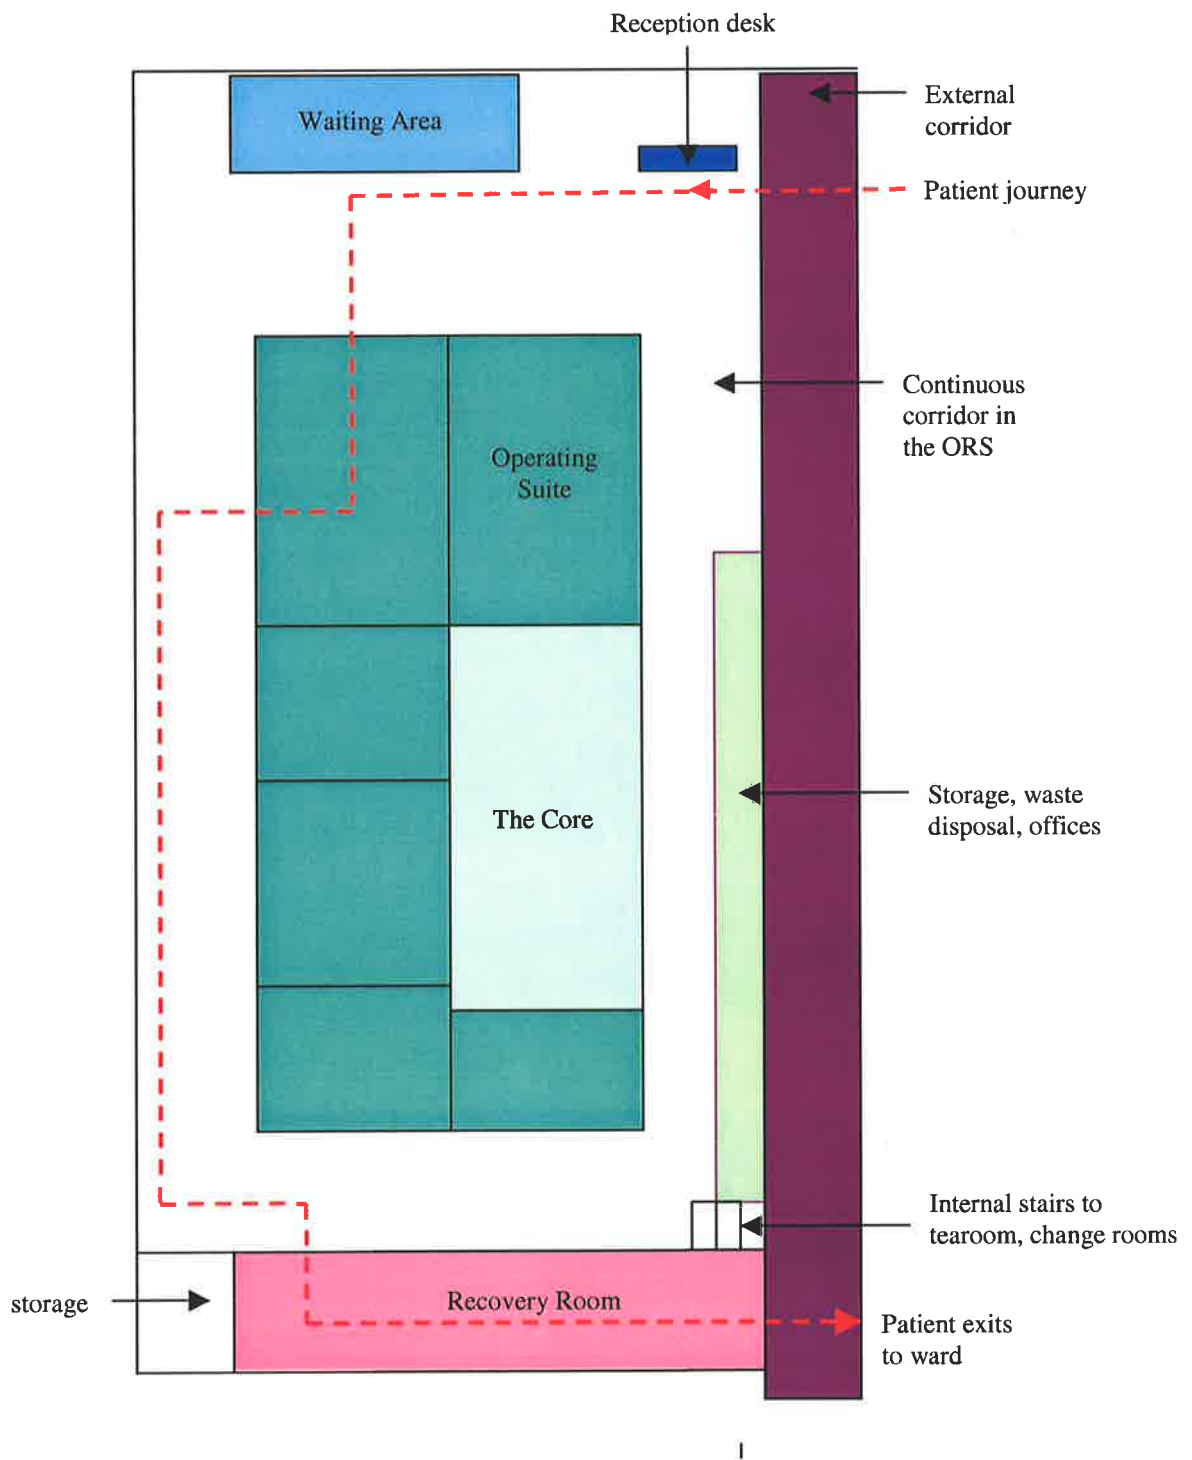 Reception desk
Waiting Area
External
corridor
Patient journey
Continuous
corridor in
the ORS
Operating
Suite
The Core
Storage, waste
disposal, offices
Internal stairs to
tearoom, change rooms
storage
Recovery Room
Patient exits
to ward